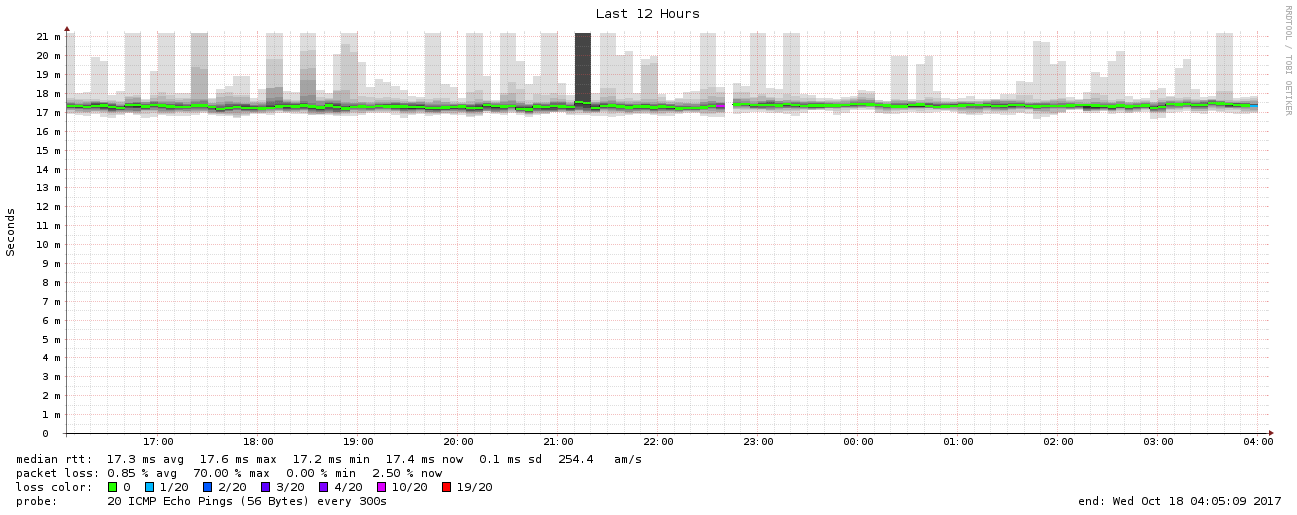 Last 12 Hours
RRDTOOL / TOBI OETIKER
Seconds
21 m
20 m
19 m
18 m
17 m
16 m
15 m
14 m
13 m
12 m
11 m
10 m
9 m
8 m
7 m
6 m
5 m
4 m
3 m
2 m
1 m
0
17:00 18:00 19:00 20:00 21:00 22:00 23:00 00:00 01:00 02:00 03:00 04:00
median rtt: 17.3 ms avg 17.6 ms max 17.2 ms min 17.4 ms now 0.1 ms sd 254.4 am/s
packet loss: 0.85 % avg 70.00 % max 0.00 % min 2.50 % now
loss color: 0 1/20 2/20 3/20 4/20 10/20 19/20
probe: 20 ICMP Echo Pings (56 Bytes) every 300s end: Wed Oct 18 04:05:09 2017